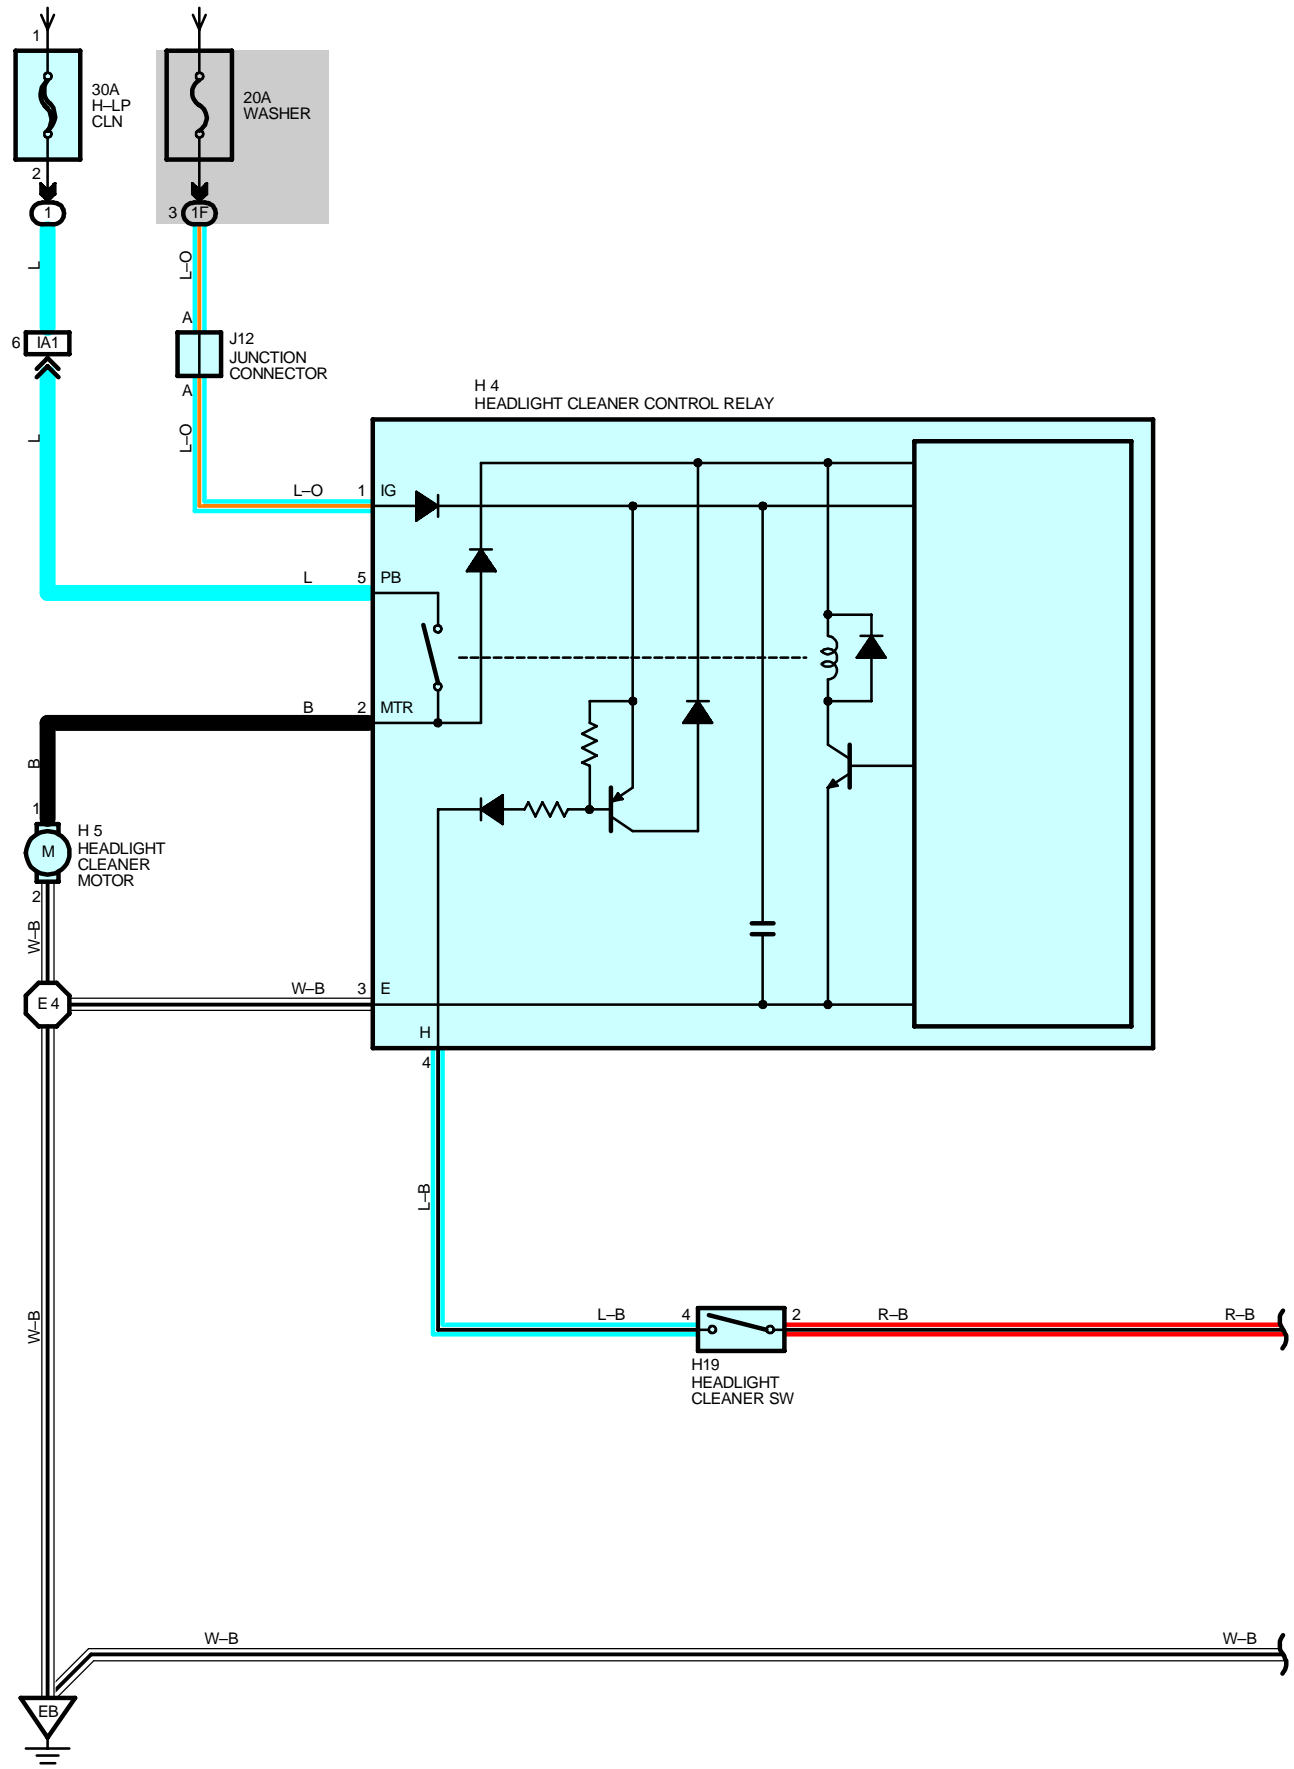 1
30A
H–LP
CLN
20A
WASHER
2
1
3
1F
L
L–O
6
IA1
A
J12
JUNCTION
CONNECTOR
A
L
L–O
H 4
HEADLIGHT CLEANER CONTROL RELAY
L–O
1
IG
L
5
PB
B
2
MTR
B
1
M
H 5
HEADLIGHT
CLEANER
MOTOR
2
W–B
E 4
W–B
3
E
H
4
L–B
L–B
4
2
R–B
R–B
H19
HEADLIGHT
CLEANER SW
W–B
W–B
W–B
EB